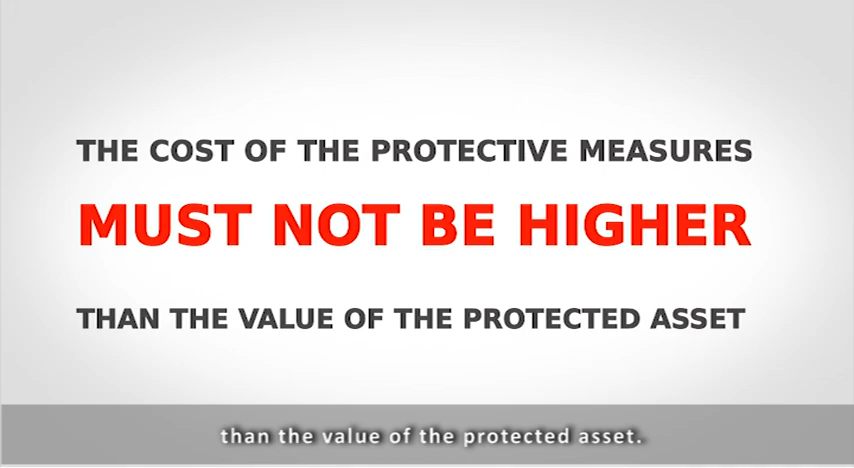 THE COST OF THE PROTECTIVE MEASURES
MUST NOT BE HIGHER
THAN THE VALUE OF THE PROTECTED ASSET
than the value of the protected asset.